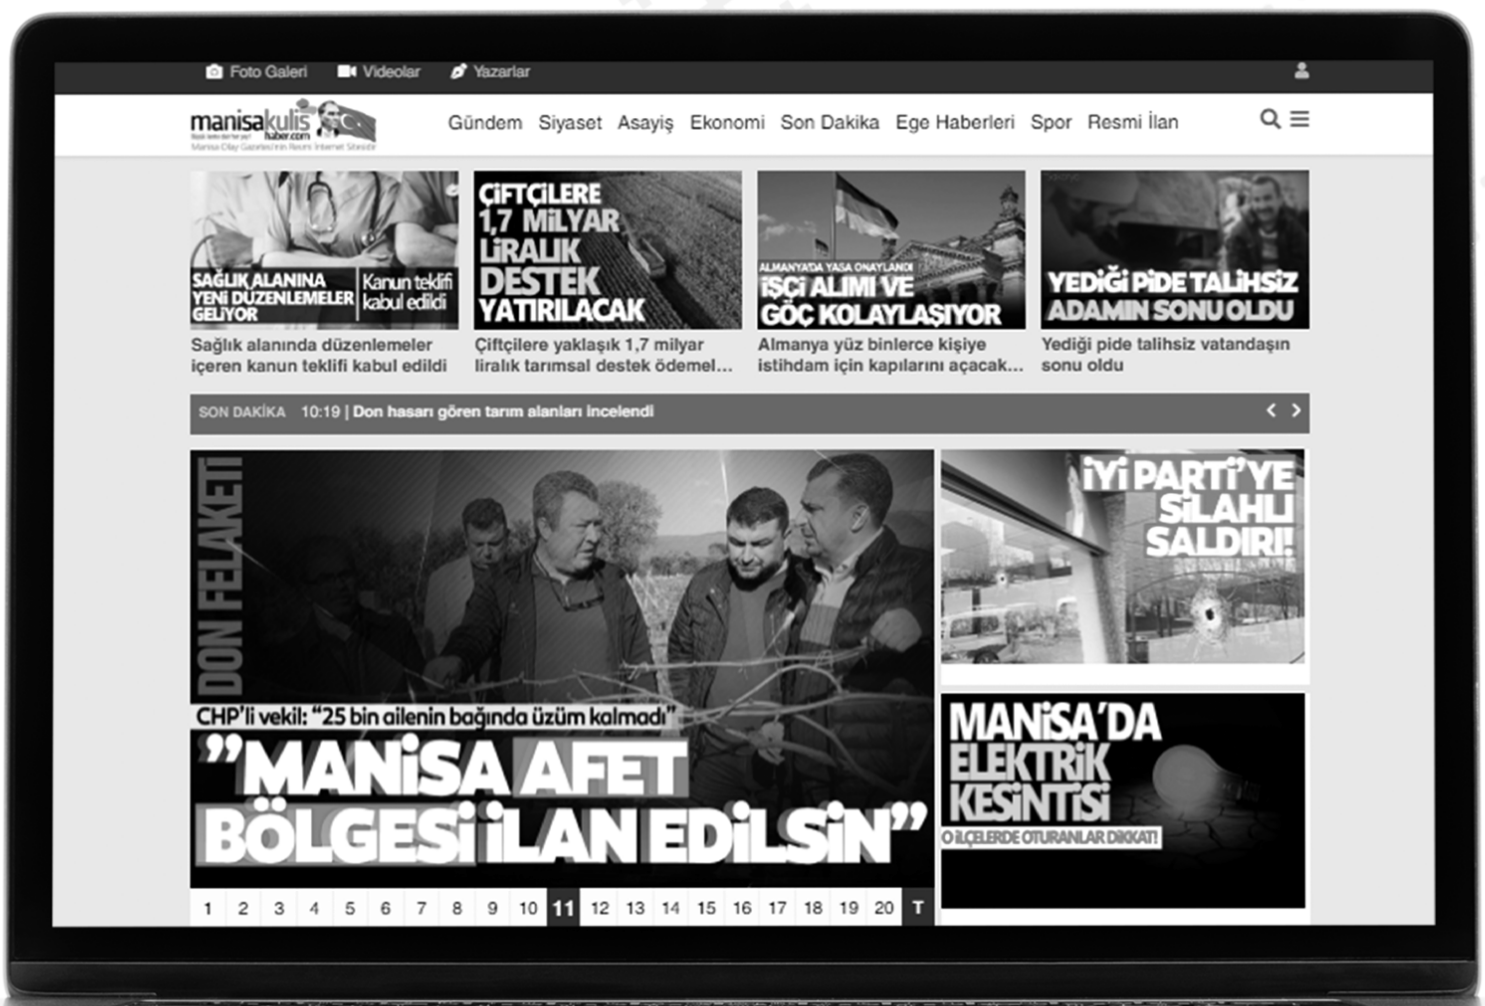 Foto Galeri Videolar Yazarlar
manisakulis
haber.com
Manisa Olay Gazetesi'nin Resmi İnternet Sitesidir
Gündem Siyaset Asayiş Ekonomi Son Dakika Ege Haberleri Spor Resmi İlan
SAĞLIK ALANINA
YENİ DÜZENLEMELER
GELİYOR
Kanun teklifi
kabul edildi
Sağlık alanında düzenlemeler
içeren kanun teklifi kabul edildi
ÇİFTÇİLERE
1,7 MİLYAR
LİRALIK
DESTEK
YATIRILACAK
Çiftçilere yaklaşık 1,7 milyar
liralık tarımsal destek ödemel...
ALMANYA'DA YASA ONAYLANDI
İŞÇİ ALIMI VE
GÖÇ KOLAYLAŞIYOR
Almanya yüz binlerce kişiye
istihdam için kapılarını açacak...
YEDİĞİ PİDE TALİHSİZ
ADAMIN SONU OLDU
Yediği pide talihsiz vatandaşın
sonu oldu
SON DAKİKA 10:19 | Don hasarı gören tarım alanları incelendi
DON FELAKETİ
CHP'li vekil: “25 bin ailenin bağında üzüm kalmadı”
”MANİSA AFET
BÖLGESİ İLAN EDİLSİN”
1 2 3 4 5 6 7 8 9 10 11 12 13 14 15 16 17 18 19 20 T
İYİ PARTİ'YE
SİLAHLI
SALDIRI!
MANİSA'DA
ELEKTRİK
KESİNTİSİ
O İLÇELERDE OTURANLAR DİKKAT!